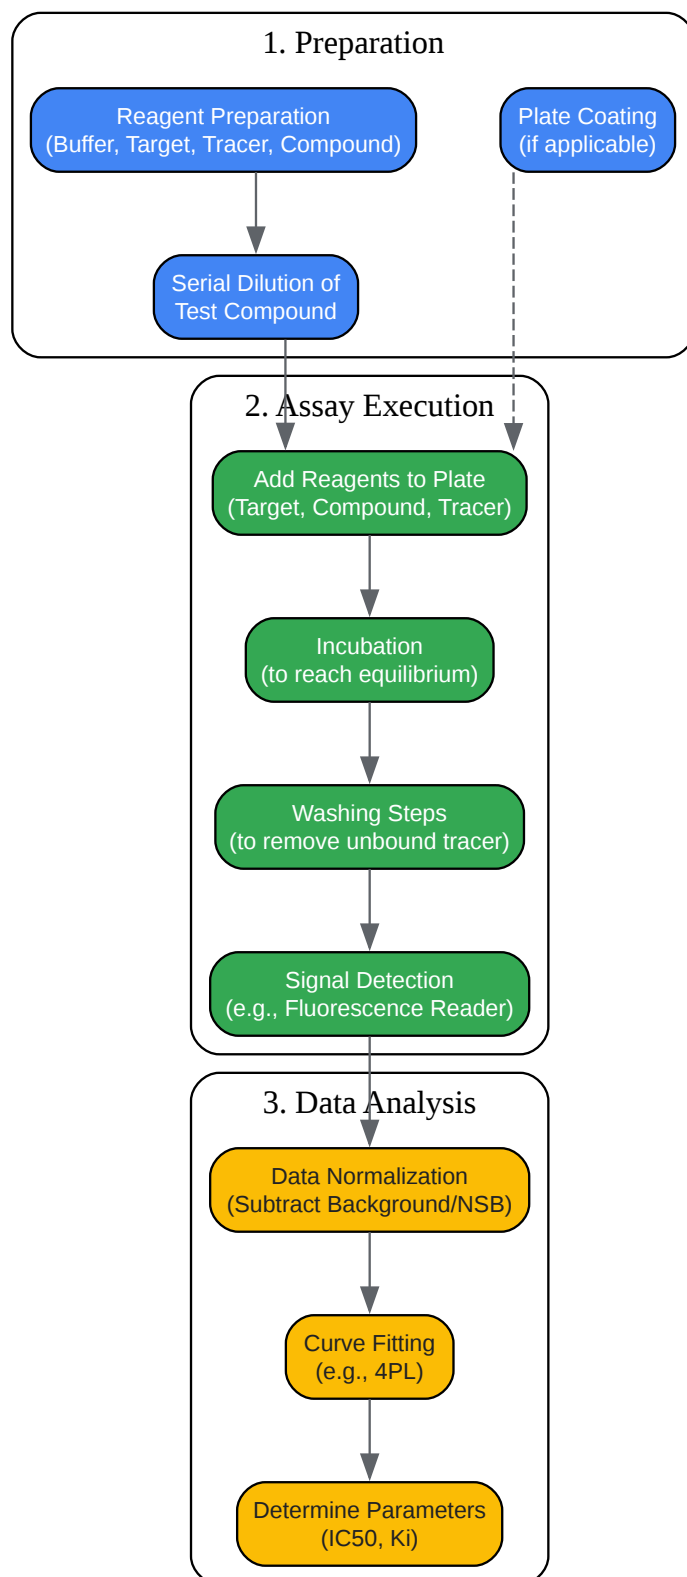 1. Preparation
Reagent Preparation
(Buffer, Target, Tracer, Compound)
Plate Coating
(if applicable)
Serial Dilution of
Test Compound
2. Assay Execution
Add Reagents to Plate
(Target, Compound, Tracer)
Incubation
(to reach equilibrium)
Washing Steps
(to remove unbound tracer)
Signal Detection
(e.g., Fluorescence Reader)
3. Data Analysis
Data Normalization
(Subtract Background/NSB)
Curve Fitting
(e.g., 4PL)
Determine Parameters
(IC50, Ki)